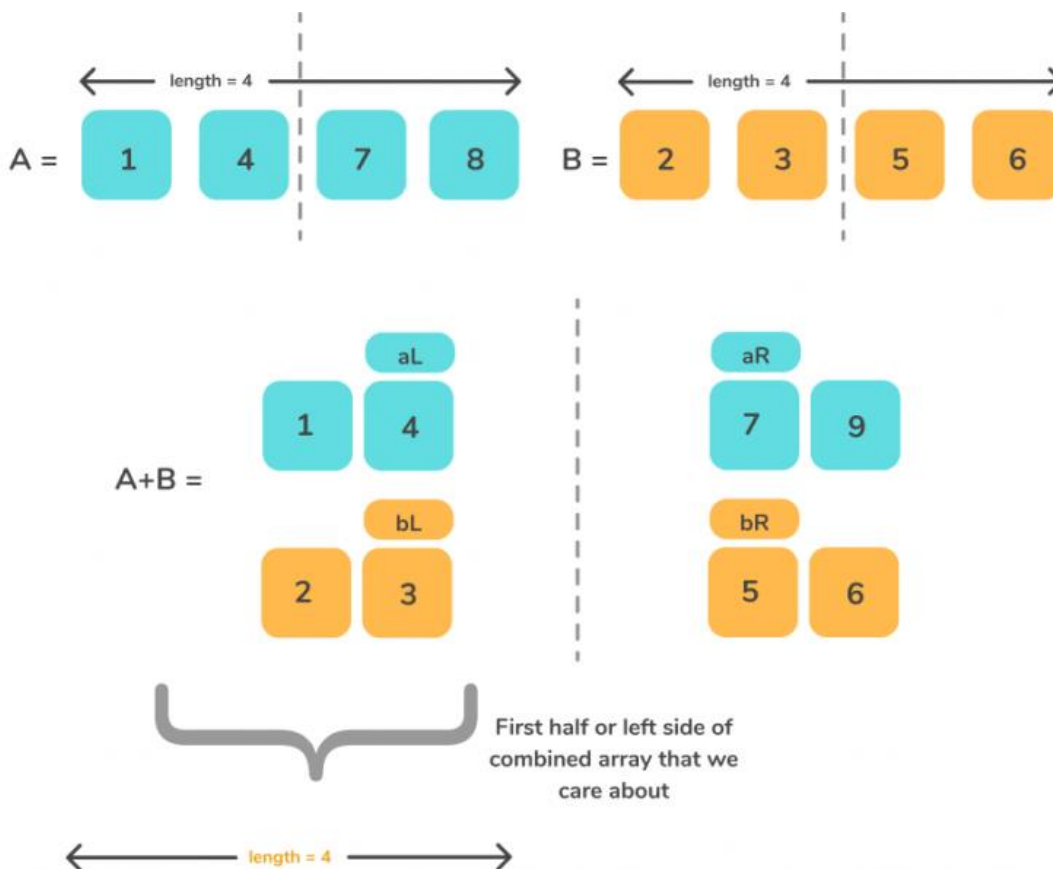 length = 4
length = 4
A = 1 4 7 8
B = 2 3 5 6
aL
aR
1 4
7 9
A+B =
bL
bR
2 3
5 6
First half or left side of
combined array that we
care about
length = 4